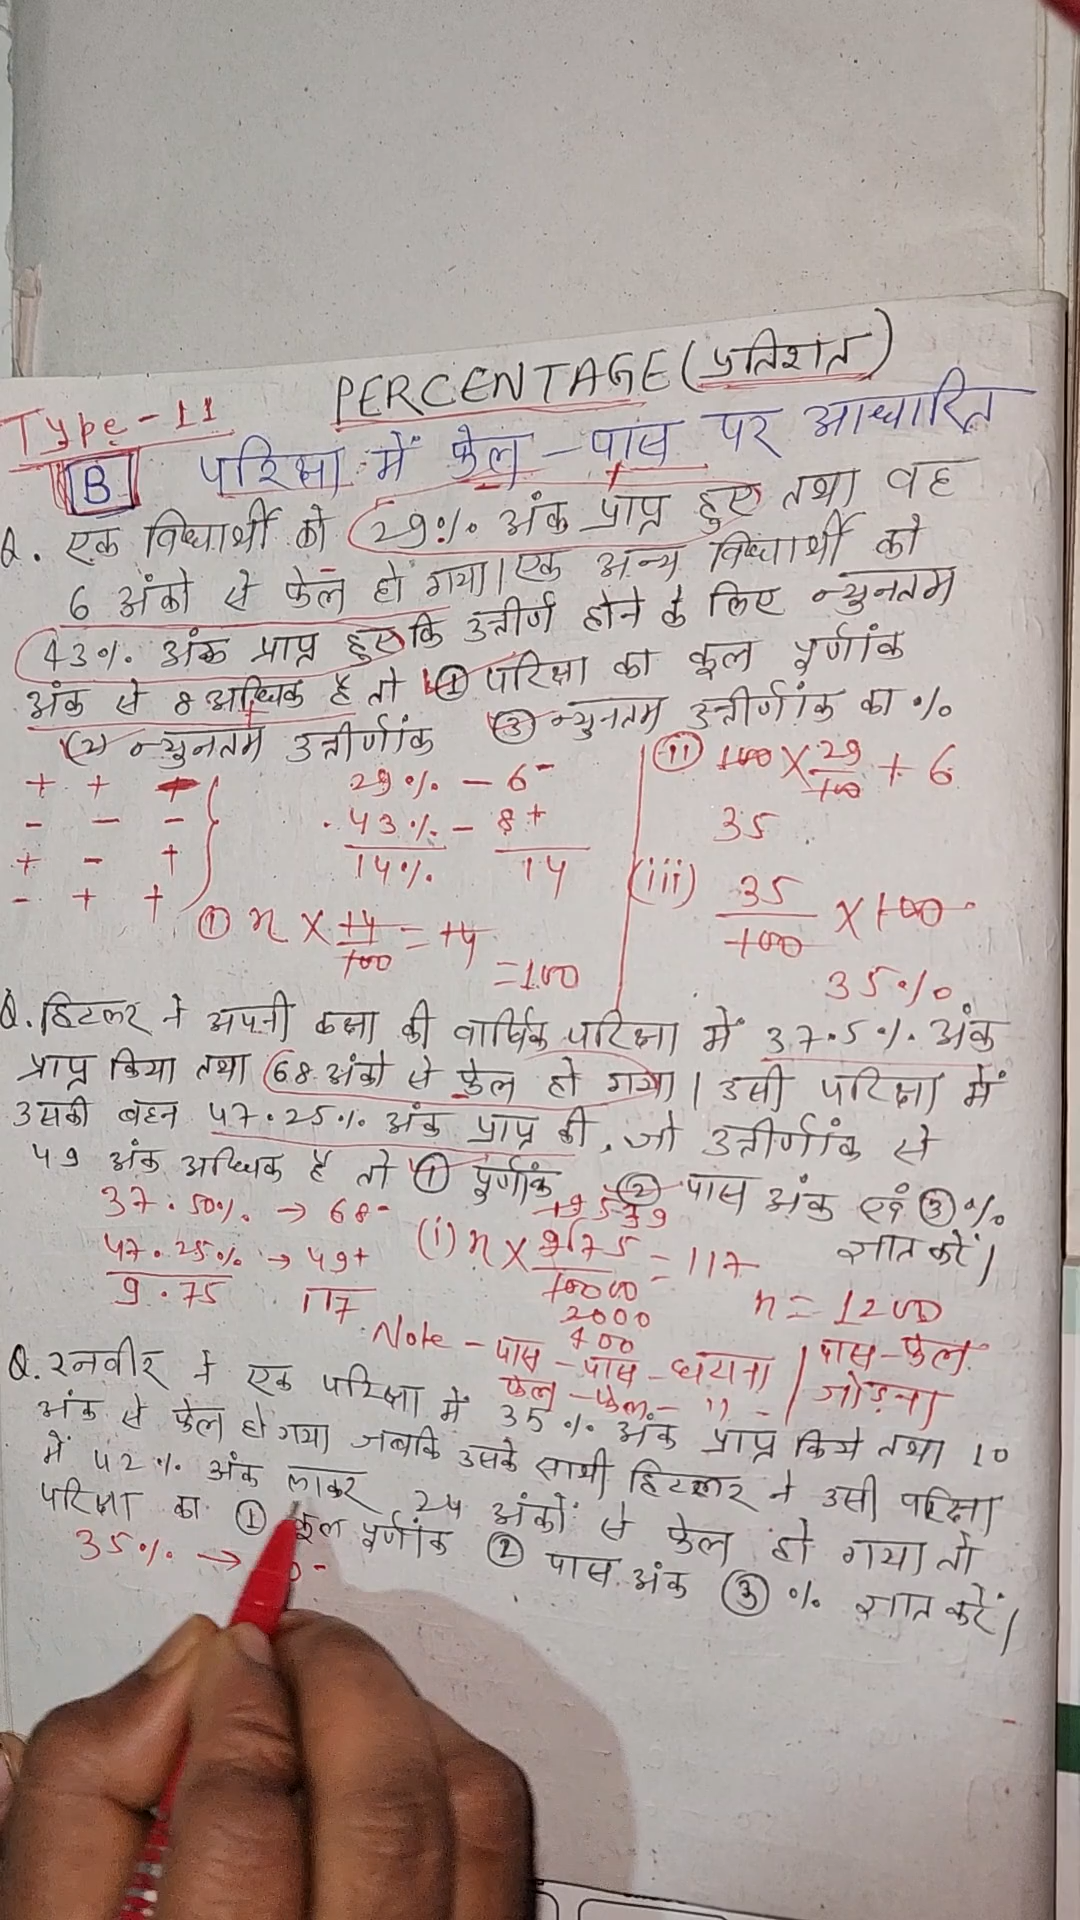 PERCENTAGE (प्रतिशत)
Type-11
B परिक्षा में फेल-पास पर आधारित
Q. एक विद्यार्थी को 29% अंक प्राप्त हुए तथा वह
6 अंको से फेल हो गया। एक अन्य विद्यार्थी को
43% अंक प्राप्त हुए कि उत्तीर्ण होने के लिए न्युनतम
अंक से 8 अधिक है तो ① परिक्षा का कूल पूर्णांक
② न्युनतम उत्तीर्णांक ③ न्युनतम उत्तीर्णांक का %
+ + +
- - -
+ - +
- + +
29% - 6-
43% - 8+
14% 14
① n × 14/100 = 14
= 100
(ii) 100 × 29/100 + 6
35
(iii) 35/100 × 100
35%
Q. हिटलर ने अपनी कक्षा की वार्षिक परिक्षा में 37.5% अंक
प्राप्त किया तथा 68 अंको से फेल हो गया। उसी परिक्षा में
उसकी बहन 47.25% अंक प्राप्त की, जो उत्तीर्णांक से
49 अंक अधिक है तो ① पूर्णांक ② पास अंक एवं ③ %
ज्ञात करें।
37.50% → 68-
47.25% → 49+
9.75 117
(i) n × 975/10000 = 117
2000
400
n = 1200
Note - पास - पास - घटाना | पास-फेल
फेल - फेल - " - | जोड़ना
Q. रनवीर ने एक परिक्षा में 35% अंक प्राप्त किये तथा 10
अंक से फेल हो गया जबकि उसके साथी हिटलर ने उसी परिक्षा
में 42% अंक लाकर 24 अंकों से फेल हो गया तो
परिक्षा का ① कूल पूर्णांक ② पास अंक ③ % ज्ञात करें।
35% →